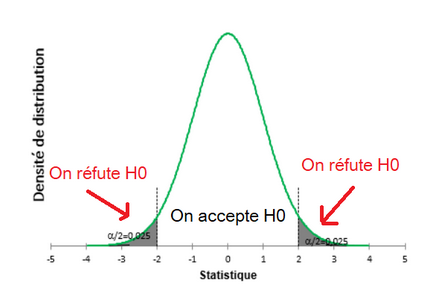 Densité de distribution
On réfute H0
On réfute H0
On accepte H0
α/2=0,025
α/2=0,025
-5 -4 -3 -2 -1 0 1 2 3 4 5
Statistique